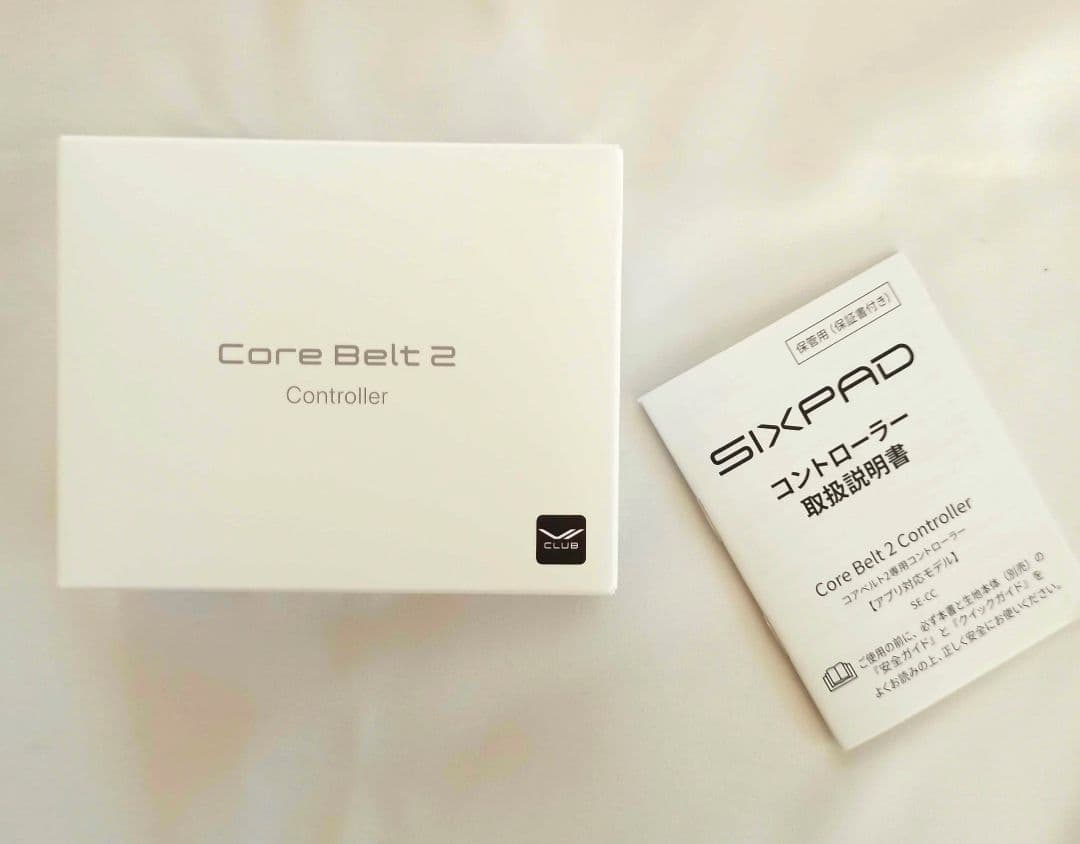 Core Belt 2
Controller
CLUB
保管用(保証書付き)
SIXPAD
コントローラー
取扱説明書
Core Belt 2 Controller
コアベルト2専用コントローラー
【アプリ対応モデル】
SE-CC
ご使用の前に、必ず本書と生地本体(別売)の
『安全ガイド』と『クイックガイド』を
よくお読みの上、正しく安全にお使いください。